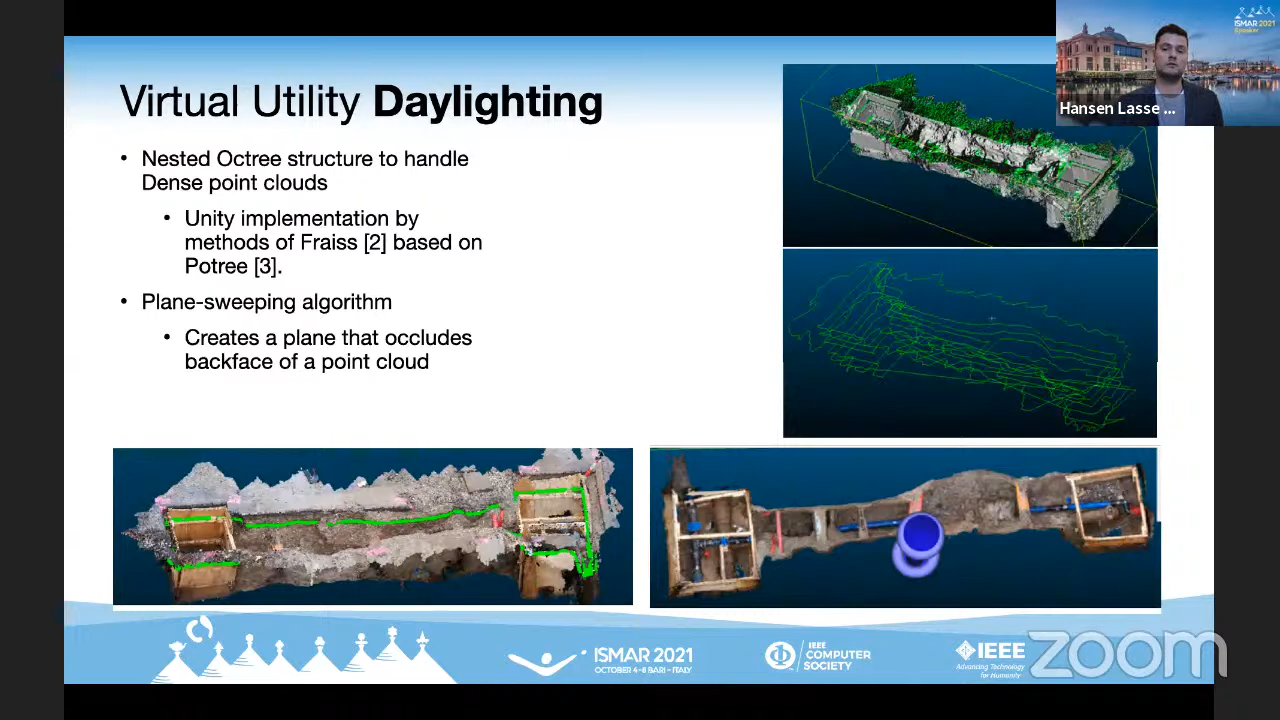 Virtual Utility Daylighting
• Nested Octree structure to handle
Dense point clouds
• Unity implementation by
methods of Fraiss [2] based on
Potree [3].
• Plane-sweeping algorithm
• Creates a plane that occludes
backface of a point cloud
ISMAR 2021
Speaker
Hansen Lasse ...
ISMAR 2021
OCTOBER 4-8 BARI - ITALY
IEEE
COMPUTER
SOCIETY
IEEE
Advancing Technology
for Humanity
zoom